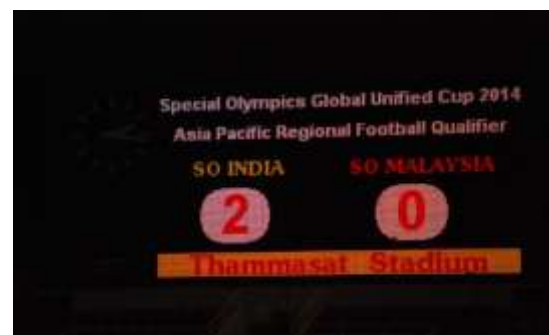 Special Olympics Global Unified Cup 2014
Asia Pacific Regional Football Qualifier
SO INDIA SO MALAYSIA
2 0
Thammasat Stadium